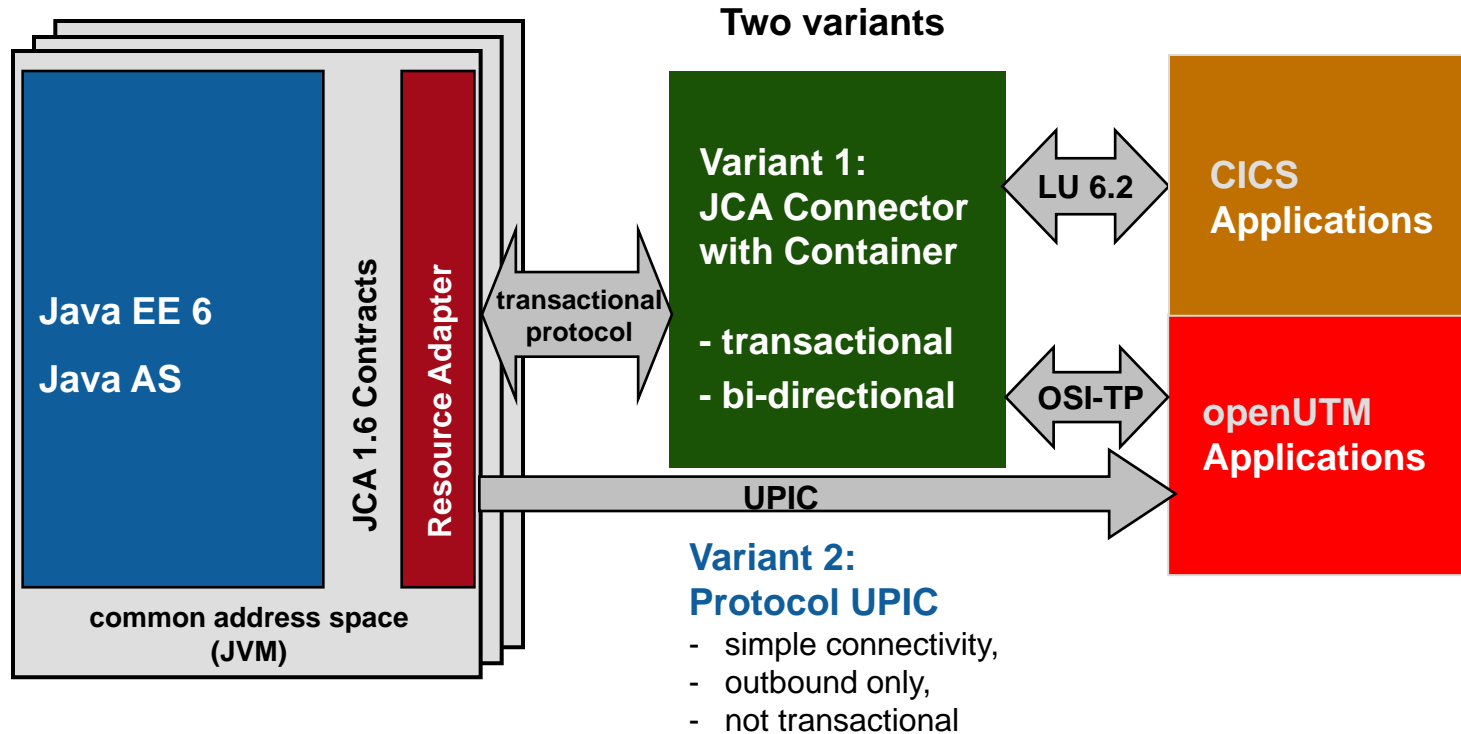 Two variants
Java EE 6
Java AS
JCA 1.6 Contracts
Resource Adapter
common address space
(JVM)
transactional
protocol
Variant 1:
JCA Connector
with Container
- transactional
- bi-directional
LU 6.2
OSI-TP
CICS
Applications
openUTM
Applications
UPIC
Variant 2:
Protocol UPIC
- simple connectivity,
- outbound only,
- not transactional